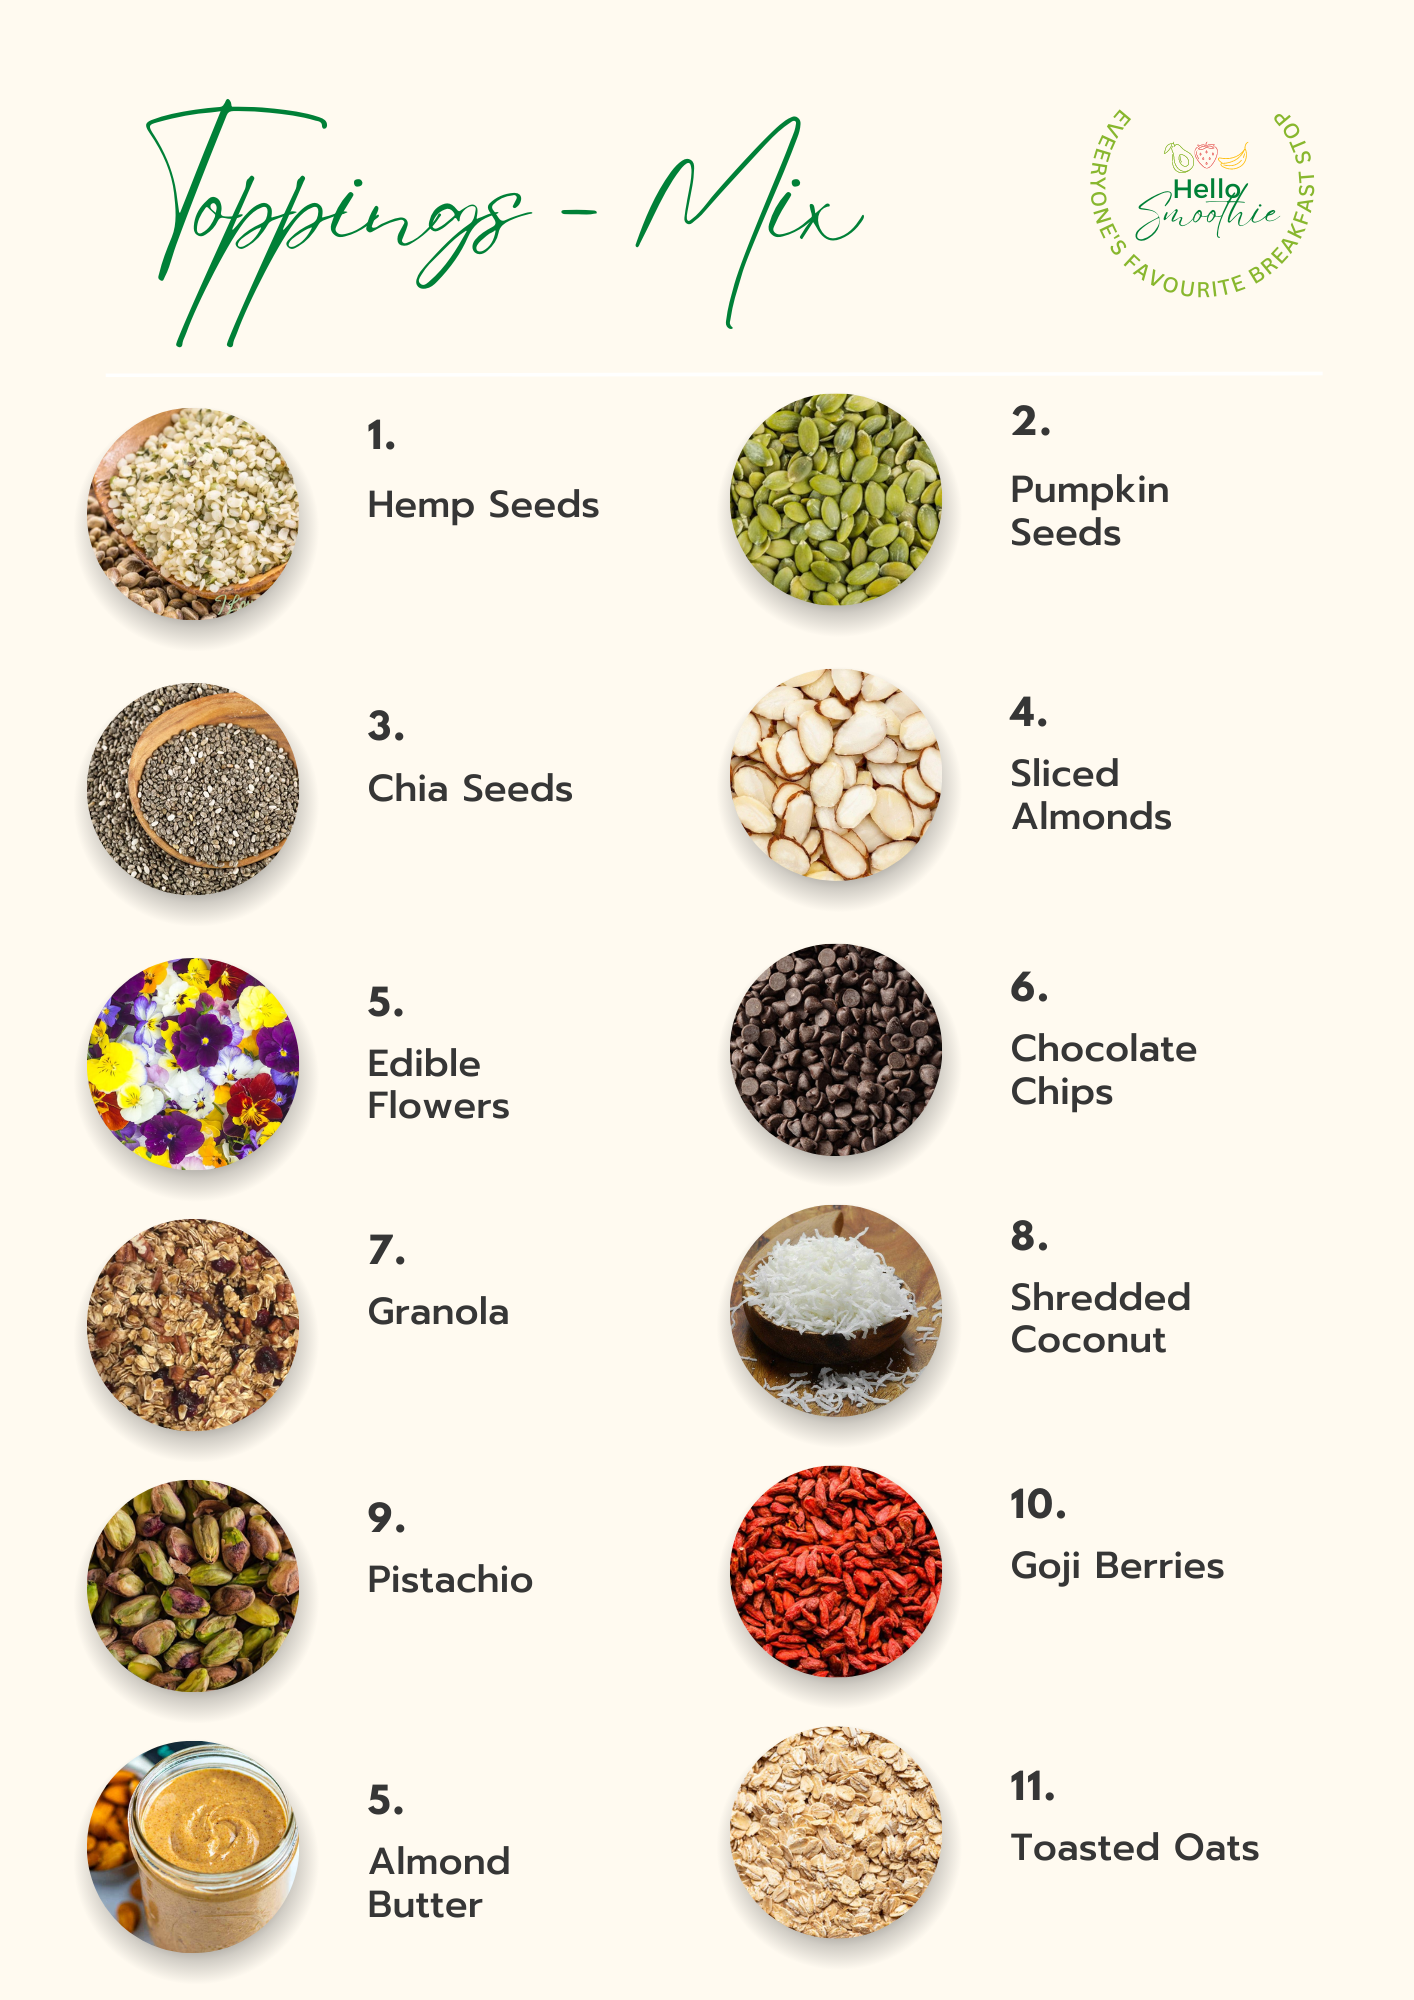 Toppings - Mix
EVEERYONE'S FAVOURITE BREAKFAST STOP
Hello
Smoothie
1.
Hemp Seeds
2.
Pumpkin
Seeds
3.
Chia Seeds
4.
Sliced
Almonds
5.
Edible
Flowers
6.
Chocolate
Chips
7.
Granola
8.
Shredded
Coconut
9.
Pistachio
10.
Goji Berries
5.
Almond
Butter
11.
Toasted Oats